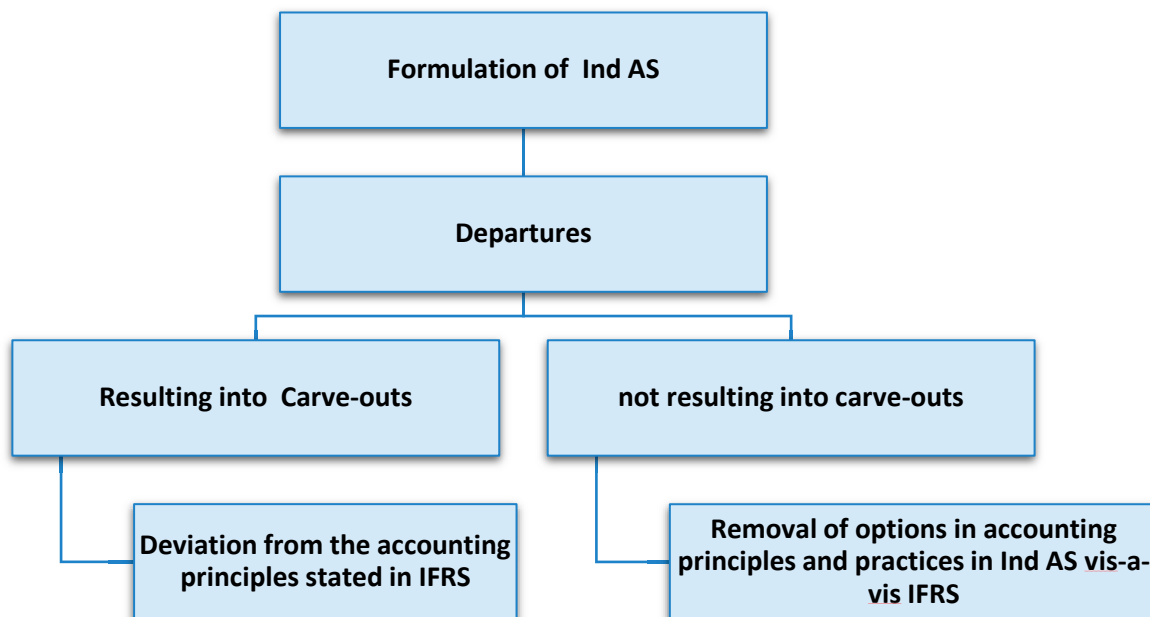 Formulation of Ind AS
Departures
Resulting into Carve-outs
not resulting into carve-outs
Deviation from the accounting
principles stated in IFRS
Removal of options in accounting
principles and practices in Ind AS vis-a-
vis IFRS